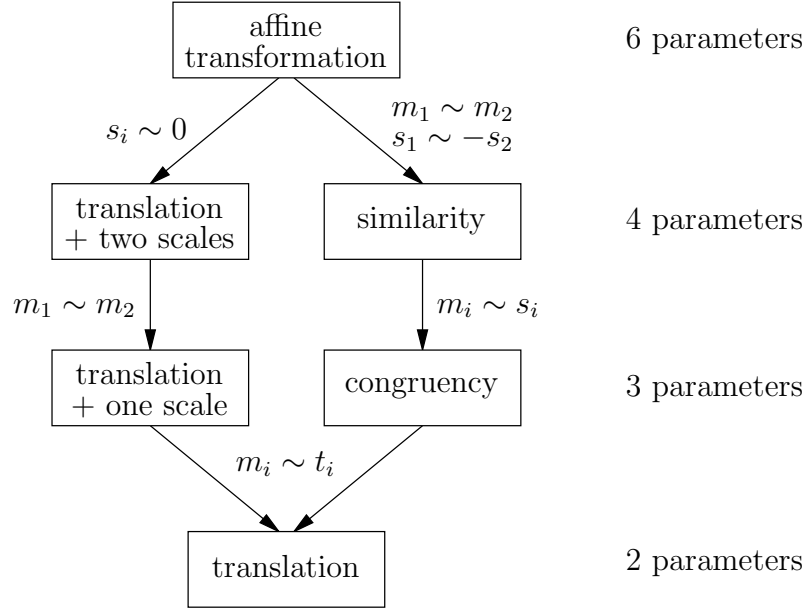 affine
transformation
6 parameters
s_i ∼ 0
m_1 ∼ m_2
s_1 ∼ −s_2
translation
+ two scales
similarity
4 parameters
m_1 ∼ m_2
m_i ∼ s_i
translation
+ one scale
congruency
3 parameters
m_i ∼ t_i
translation
2 parameters